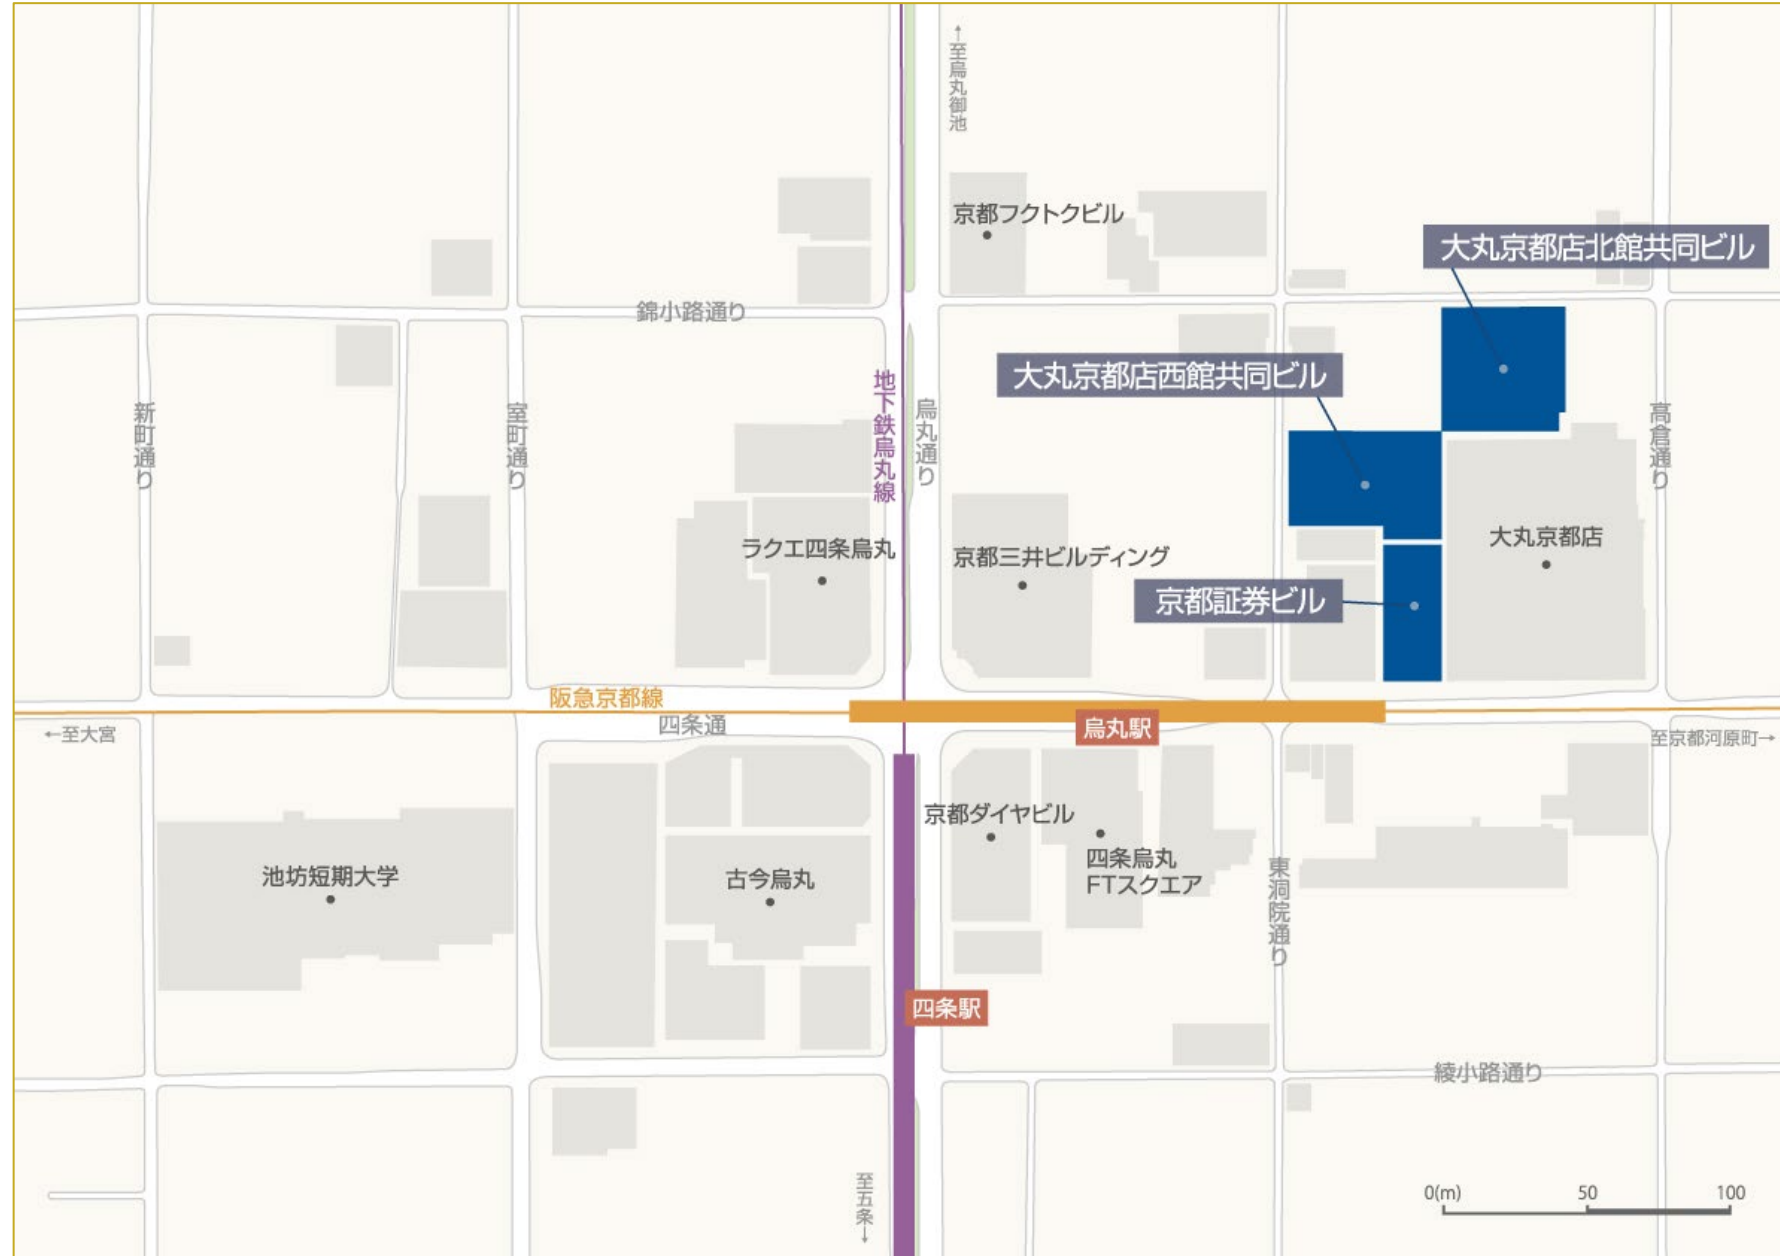 ↑至烏丸御池
京都フクトクビル
大丸京都店北館共同ビル
錦小路通り
大丸京都店西館共同ビル
新町通り
室町通り
地下鉄烏丸線
烏丸通り
高倉通り
ラクエ四条烏丸
京都三井ビルディング
大丸京都店
京都証券ビル
阪急京都線
四条通
烏丸駅
←至大宮
至京都河原町→
京都ダイヤビル
四条烏丸
FTスクエア
池坊短期大学
古今烏丸
東洞院通り
四条駅
綾小路通り
至五条→
0(m) 50 100